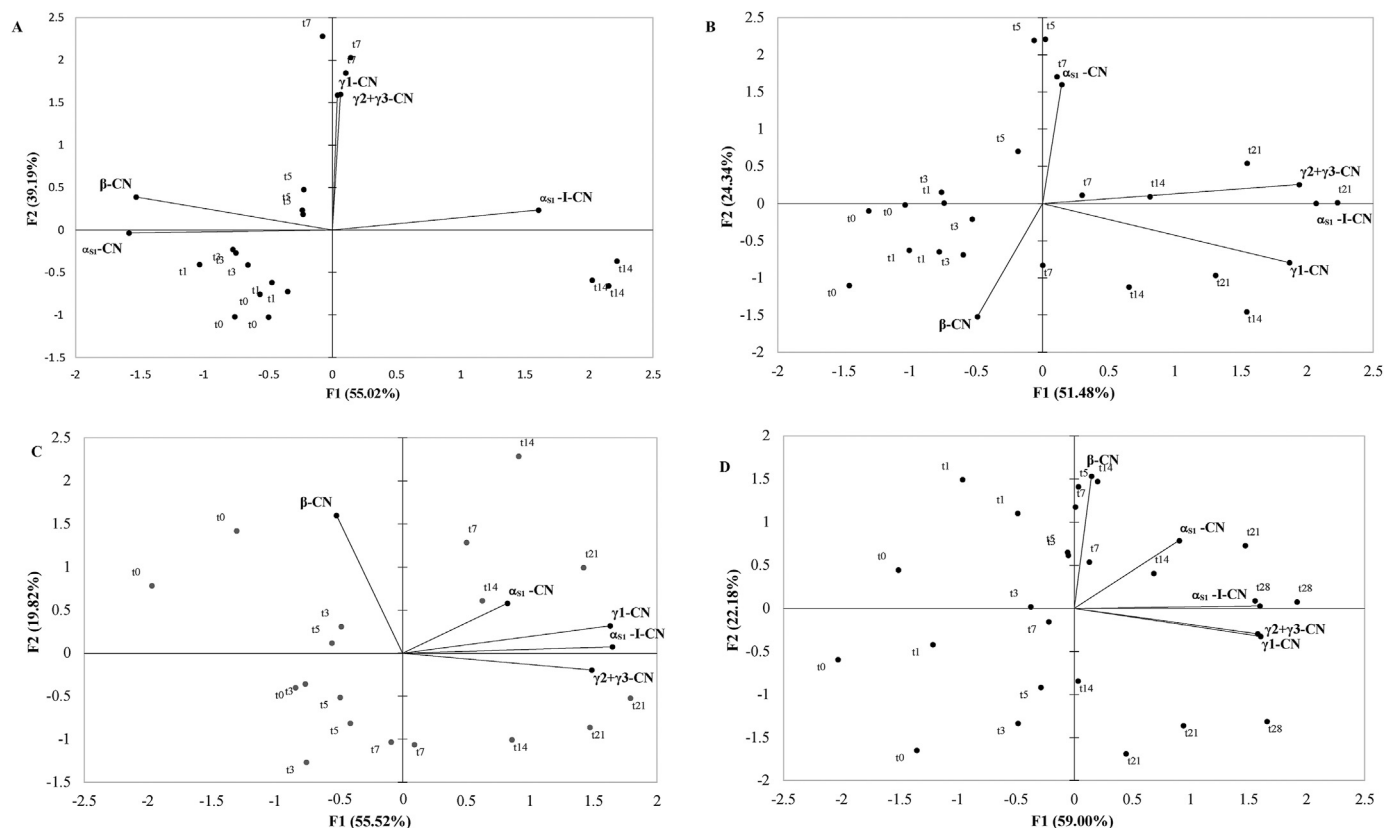 A
t7
t7
t7
γ1-CN
γ2+γ3-CN
t5
t5
t5
β-CN
αS1-I-CN
αS1-CN
t3
t3
t3
t1
t1
t1
t0
t0
t0
t14
t14
t14
2.5
2
1.5
1
0.5
0
-0.5
-1
-1.5
-2 -1.5 -1 -0.5 0 0.5 1 1.5 2 2.5
F1 (55.02%)
F2 (39.19%)
B
t5
t5
t7
αS1 -CN
t5
t21
t3
t1
t7
t14
γ2+γ3-CN
t21
t0
t0
αS1 -I-CN
t3
t1
t1
t3
γ1-CN
t7
t21
t0
t14
t14
β-CN
2.5
2
1.5
1
0.5
0
-0.5
-1
-1.5
-2
-2 -1.5 -1 -0.5 0 0.5 1 1.5 2 2.5
F1 (51.48%)
F2 (24.34%)
C
t14
β-CN
t0
t7
t21
t0
t14
αS1 -CN
t3
γ1-CN
t5
αS1 -I-CN
γ2+γ3-CN
t0
t3
t5
t21
t5
t21
t7
t7
t14
t3
2.5
2
1.5
1
0.5
0
-0.5
-1
-1.5
-2.5 -2 -1.5 -1 -0.5 0 0.5 1 1.5 2
F1 (55.52%)
F2 (19.82%)
D
β-CN
t1
t5
t14
t1
t7
αS1 -CN
t5
t3
t21
t0
t7
t14
t3
αS1 -I-CN
t28
t28
γ2+γ3-CN
γ1-CN
t7
t1
t0
t5
t14
t3
t21
t28
t0
t21
2
1.5
1
0.5
0
-0.5
-1
-1.5
-2
-2.5 -2 -1.5 -1 -0.5 0 0.5 1 1.5 2 2.5
F1 (59.00%)
F2 (22.18%)